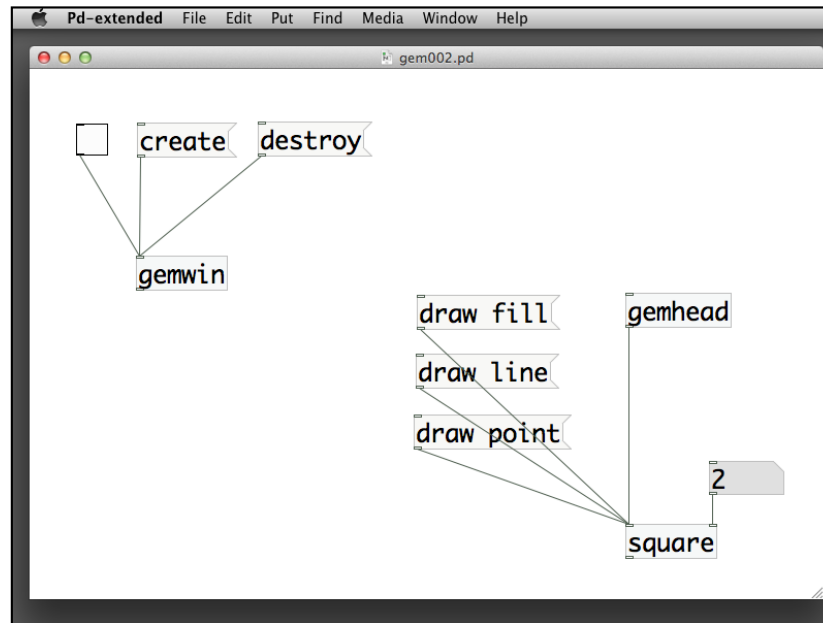 Pd-extended File Edit Put Find Media Window Help
gem002.pd
create destroy
gemwin
draw fill gemhead
draw line
draw point
2
square